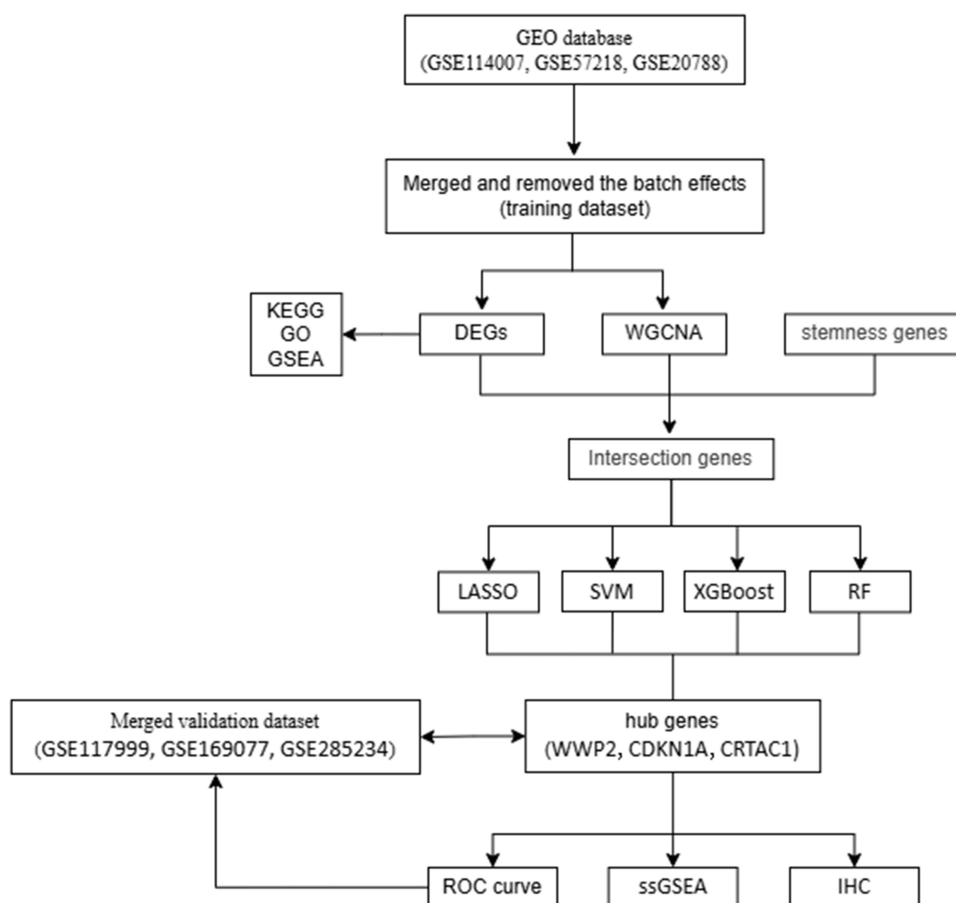 GEO database
(GSE114007, GSE57218, GSE20788)
Merged and removed the batch effects
(training dataset)
KEGG
GO
GSEA
DEGs
WGCNA
stemness genes
Intersection genes
LASSO
SVM
XGBoost
RF
Merged validation dataset
(GSE117999, GSE169077, GSE285234)
hub genes
(WWP2, CDKN1A, CRTAC1)
ROC curve
ssGSEA
IHC